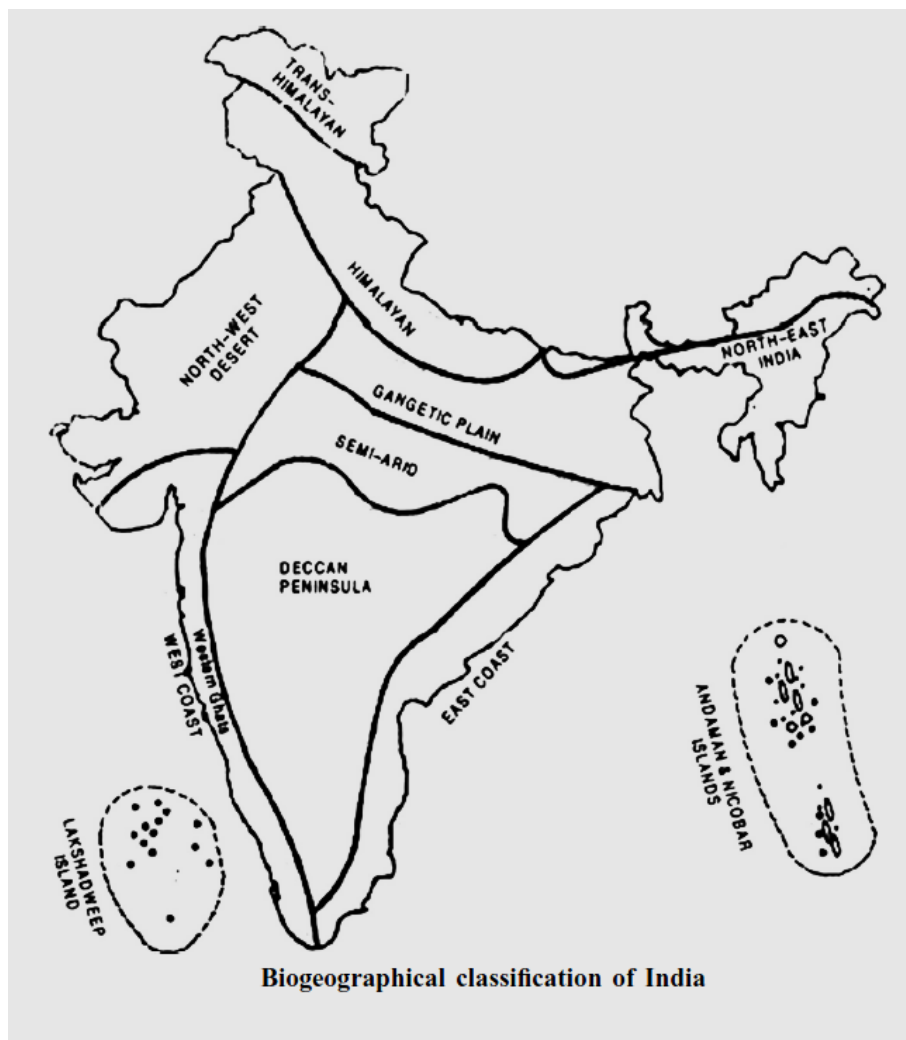 TRANS-
HIMALAYAN
HIMALAYAN
NORTH-WEST
DESERT
NORTH-EAST
INDIA
GANGETIC PLAIN
SEMI-ARID
DECCAN
PENINSULA
WEST COAST
Western Ghats
EAST COAST
ANDAMAN & NICOBAR
ISLANDS
LAKSHADWEEP
ISLAND
Biogeographical classification of India